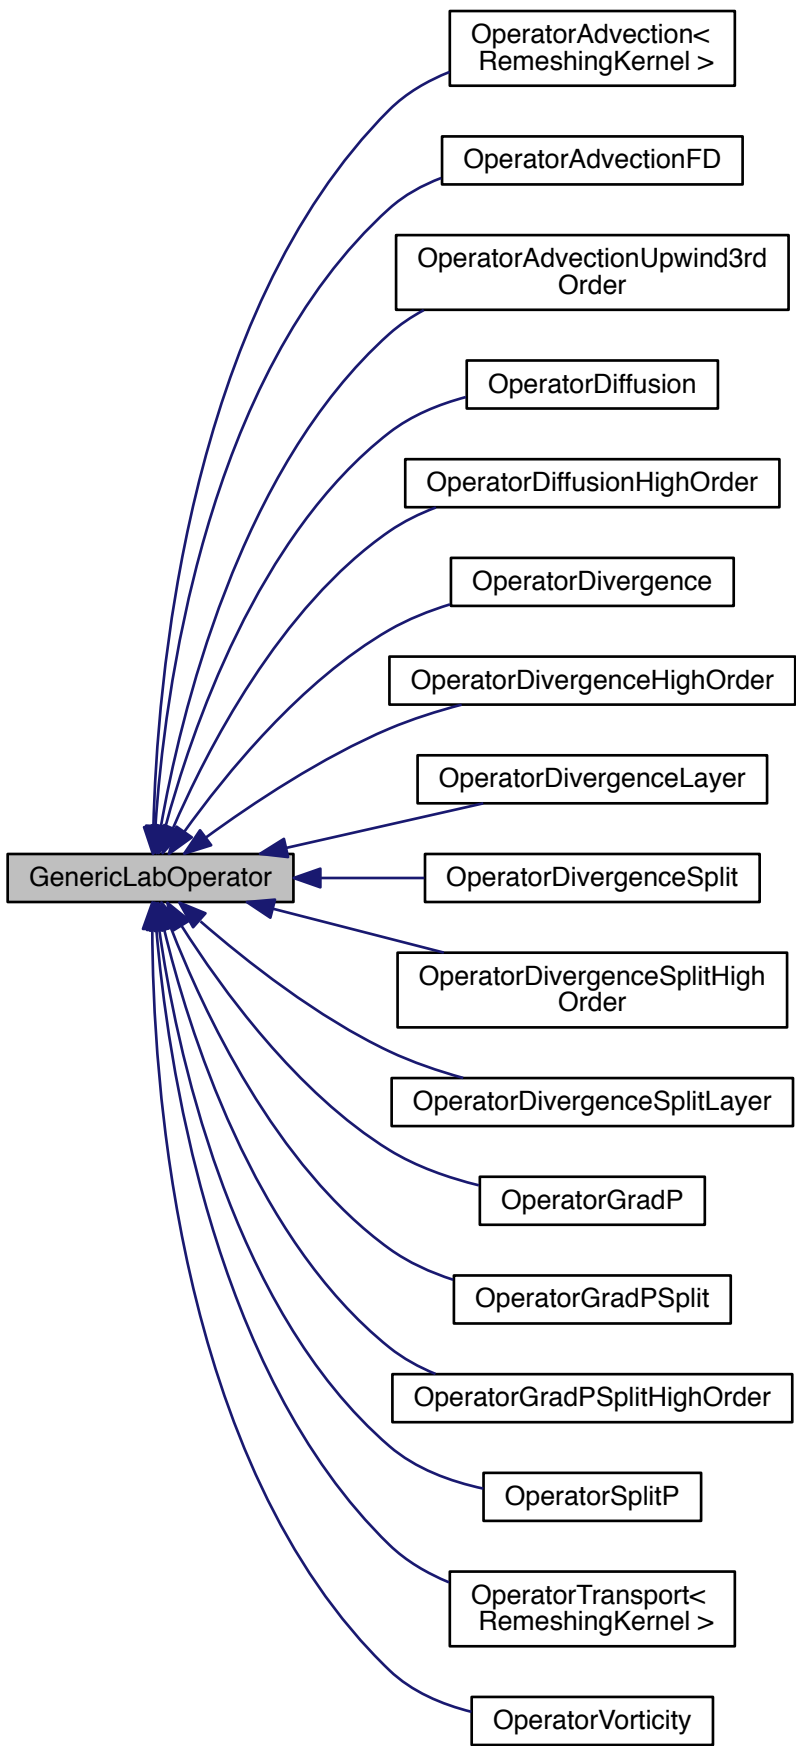 OperatorAdvection<
RemeshingKernel >
OperatorAdvectionFD
OperatorAdvectionUpwind3rd
Order
OperatorDiffusion
OperatorDiffusionHighOrder
OperatorDivergence
OperatorDivergenceHighOrder
OperatorDivergenceLayer
GenericLabOperator
OperatorDivergenceSplit
OperatorDivergenceSplitHigh
Order
OperatorDivergenceSplitLayer
OperatorGradP
OperatorGradPSplit
OperatorGradPSplitHighOrder
OperatorSplitP
OperatorTransport<
RemeshingKernel >
OperatorVorticity